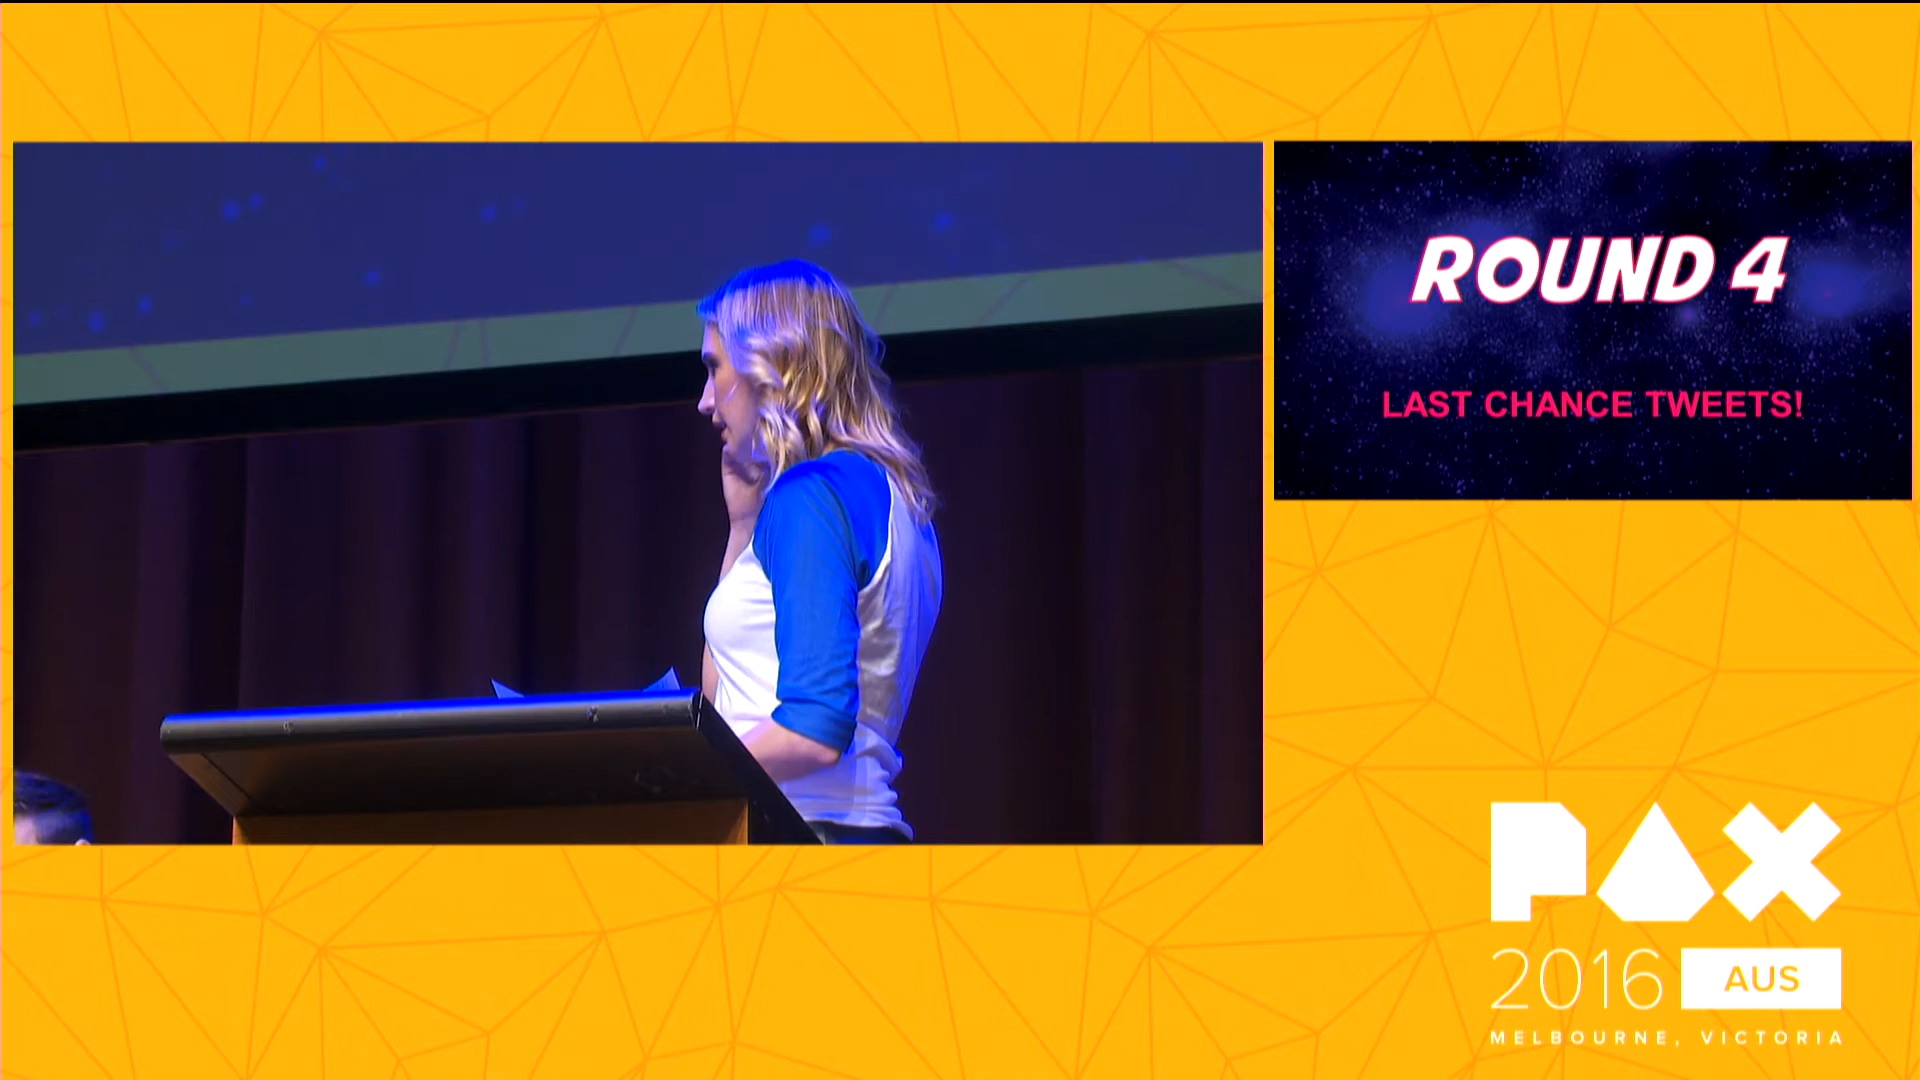 ROUND 4
LAST CHANCE TWEETS!
PAX
2016 AUS
MELBOURNE, VICTORIA